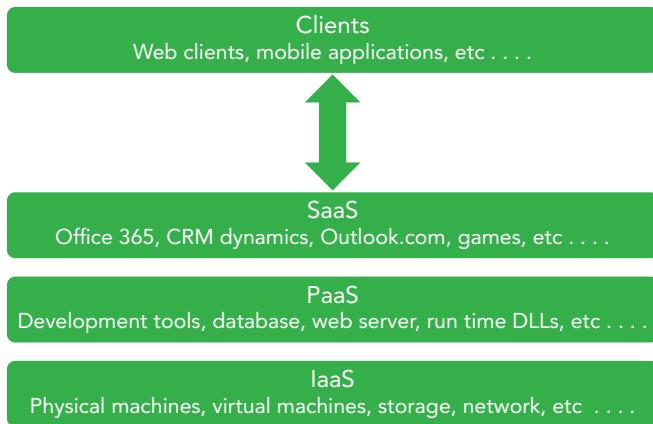 Clients
Web clients, mobile applications, etc . . . .
SaaS
Office 365, CRM dynamics, Outlook.com, games, etc . . . .
PaaS
Development tools, database, web server, run time DLLs, etc . . . .
IaaS
Physical machines, virtual machines, storage, network, etc . . . .